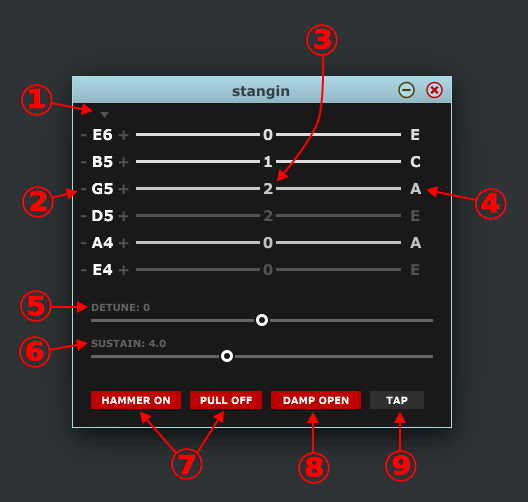 ③
stangin
①
E6 + 0 E
- B5 + 1 C
② - G5 + 2 A ④
- D5 + 2 E
- A4 + 0 A
- E4 + 0 E
⑤ DETUNE: 0
⑥ SUSTAIN: 4.0
HAMMER ON PULL OFF DAMP OPEN TAP
⑦ ⑧ ⑨